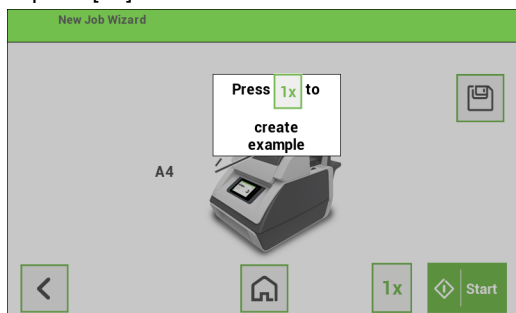 New Job Wizard
Press 1x to
create
example
A4
1x
Start